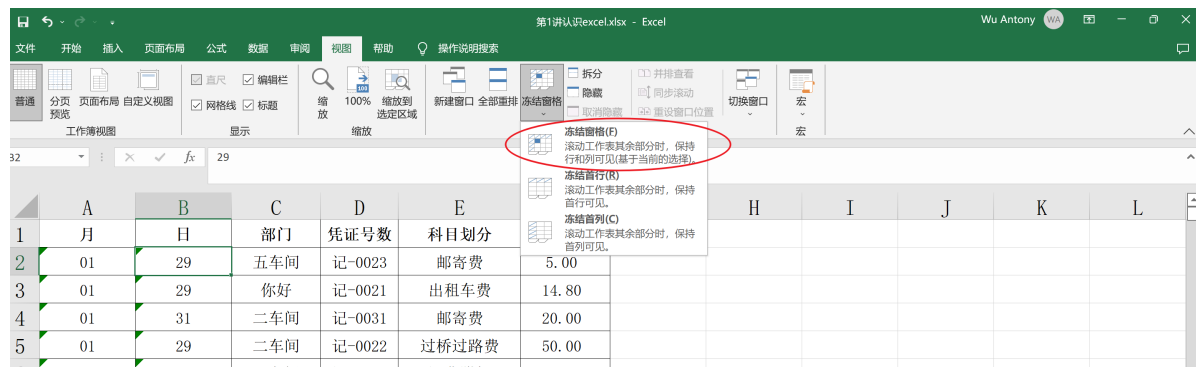 第1讲认识excel.xlsx - Excel
Wu Antony WA
文件 开始 插入 页面布局 公式 数据 审阅 视图 帮助 操作说明搜索
普通 分页预览 页面布局 自定义视图
工作簿视图
直尺 编辑栏
网格线 标题
显示
缩放 100% 缩放到选定区域
缩放
新建窗口 全部重排 冻结窗格
拆分 并排查看
隐藏 同步滚动
取消隐藏 重设窗口位置
切换窗口
宏
宏
冻结窗格(F)
滚动工作表其余部分时，保持
行和列可见(基于当前的选择)。
冻结首行(R)
滚动工作表其余部分时，保持
首行可见。
冻结首列(C)
滚动工作表其余部分时，保持
首列可见。
fx 29
A B C D E H I J K L
1 月 日 部门 凭证号数 科目划分
2 01 29 五车间 记-0023 邮寄费 5.00
3 01 29 你好 记-0021 出租车费 14.80
4 01 31 二车间 记-0031 邮寄费 20.00
5 01 29 二车间 记-0022 过桥过路费 50.00